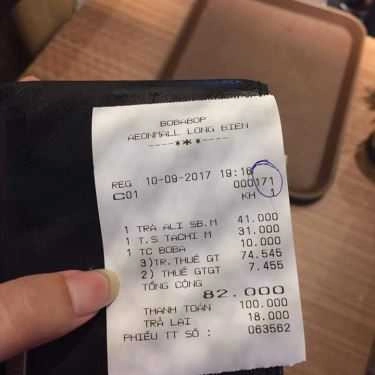 BOBABOP
AEONMALL LONG BIEN
----***----
REG 10-09-2017 19:16
C01 000171
KH 1
1 TRÀ ALI SB.M 41.000
1 T.S TACHI M 31.000
1 TC BOBA 10.000
3)TR.THUẾ GT 74.545
2) THUẾ GTGT 7.455
TỔNG CỘNG
82.000
THANH TOÁN 100.000
TRẢ LẠI 18.000
PHIẾU TT SỐ : 063562